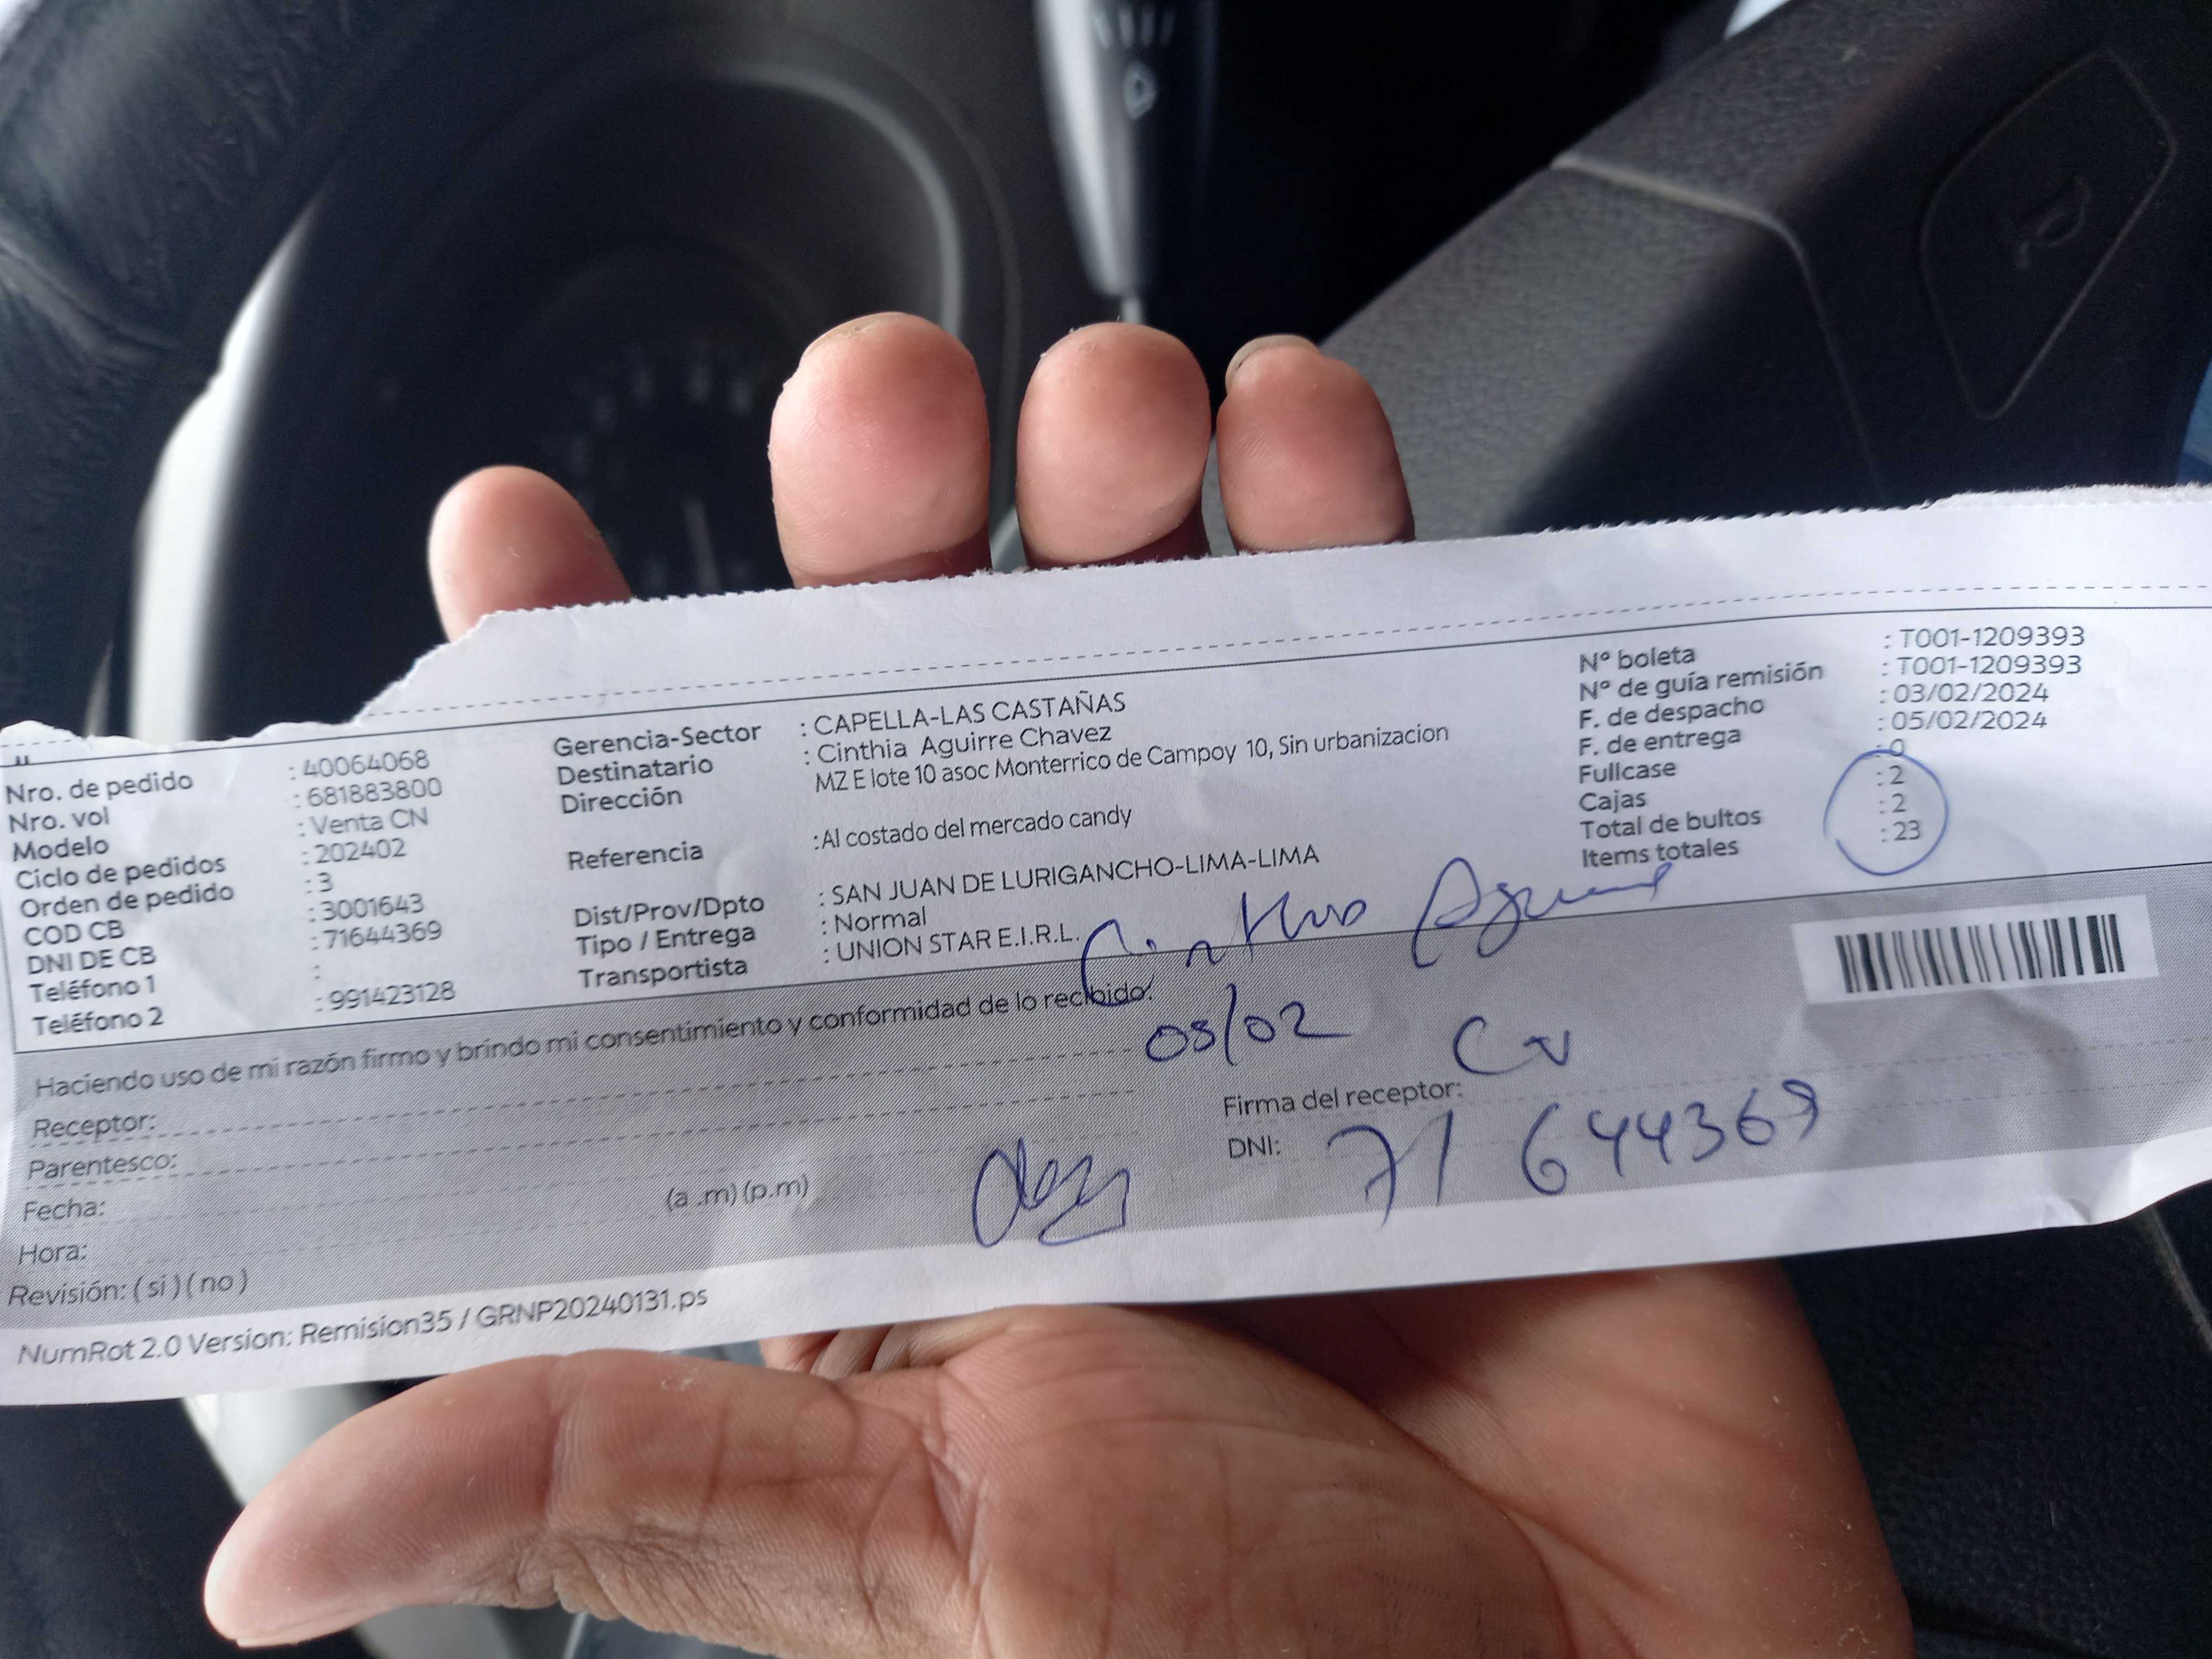 Nro. de pedido : 40064068
Nro. vol : 681883800
Modelo : Venta CN
Ciclo de pedidos : 202402
Orden de pedido : 3
COD CB : 3001643
DNI DE CB : 71644369
Teléfono 1 :
Teléfono 2 : 991423128
Gerencia-Sector : CAPELLA-LAS CASTAÑAS
Destinatario : Cinthia Aguirre Chavez
Dirección MZ E lote 10 asoc Monterrico de Campoy 10, Sin urbanizacion
Referencia :Al costado del mercado candy
Dist/Prov/Dpto : SAN JUAN DE LURIGANCHO-LIMA-LIMA
Tipo / Entrega : Normal
Transportista : UNION STAR E.I.R.L.
Nº boleta : T001-1209393
Nº de guía remisión : T001-1209393
F. de despacho : 03/02/2024
F. de entrega : 05/02/2024
Fullcase : 0
Cajas : 2
Total de bultos : 2
Items totales : 23
Haciendo uso de mi razón firmo y brindo mi consentimiento y conformidad de lo recibido:
Receptor:
Parentesco:
Fecha:
Hora: (a .m) (p.m)
Revisión: ( si ) ( no )
05/02
Firma del receptor:
DNI: 71644369
NumRot 2.0 Version: Remision35 / GRNP20240131.ps